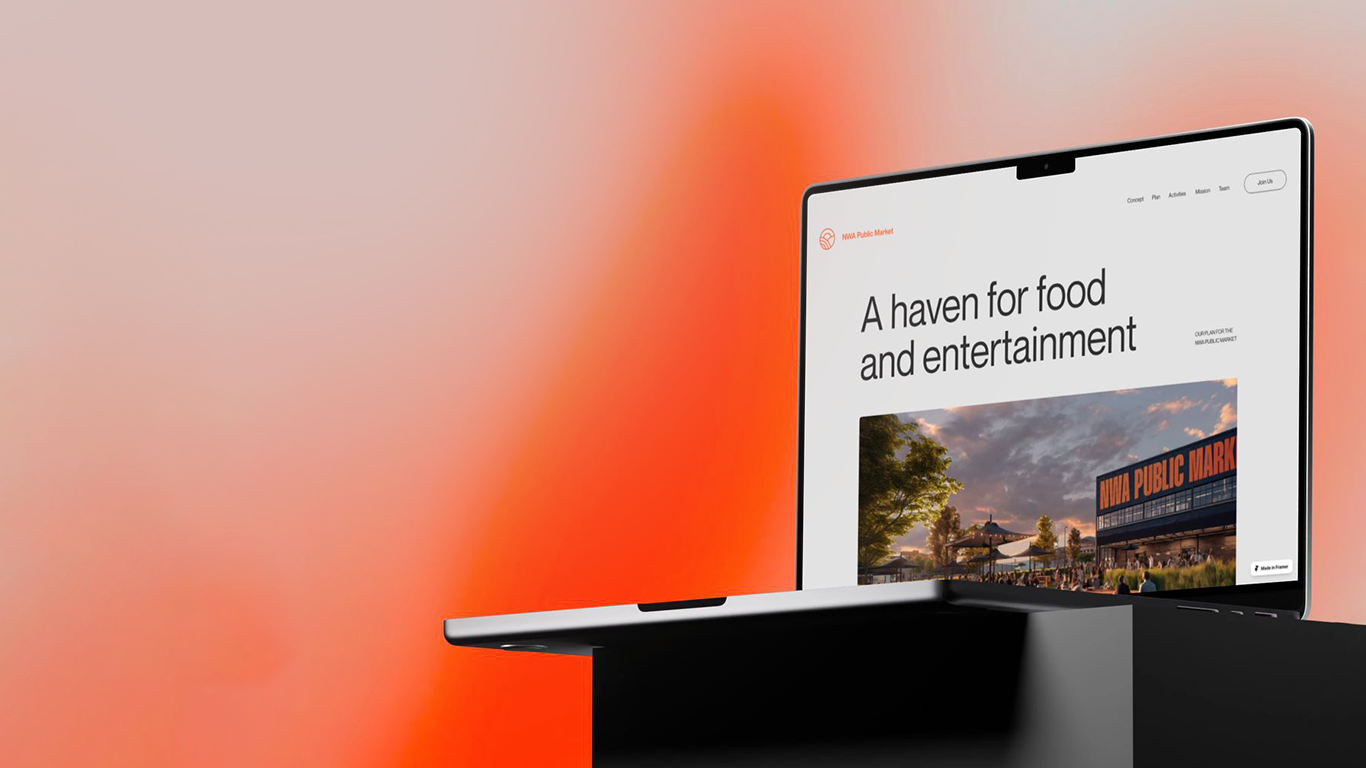 Concept Plan Activities Mission Team Join Us
NWA Public Market
A haven for food
and entertainment
OUR PLAN FOR THE
NWA PUBLIC MARKET
NWA PUBLIC MARK
Made in Framer